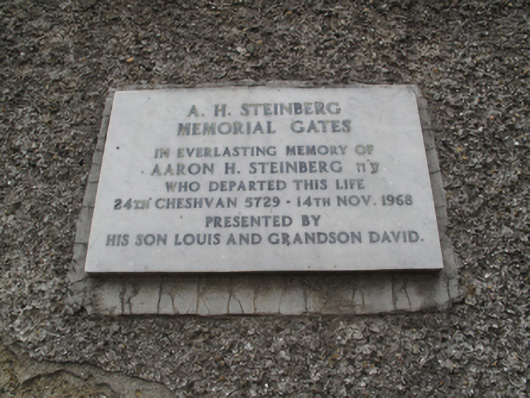 A. H. STEINBERG
MEMORIAL GATES
IN EVERLASTING MEMORY OF
AARON H. STEINBERG ע״ה
WHO DEPARTED THIS LIFE
24TH CHESHVAN 5729 - 14TH NOV. 1968
PRESENTED BY
HIS SON LOUIS AND GRANDSON DAVID.